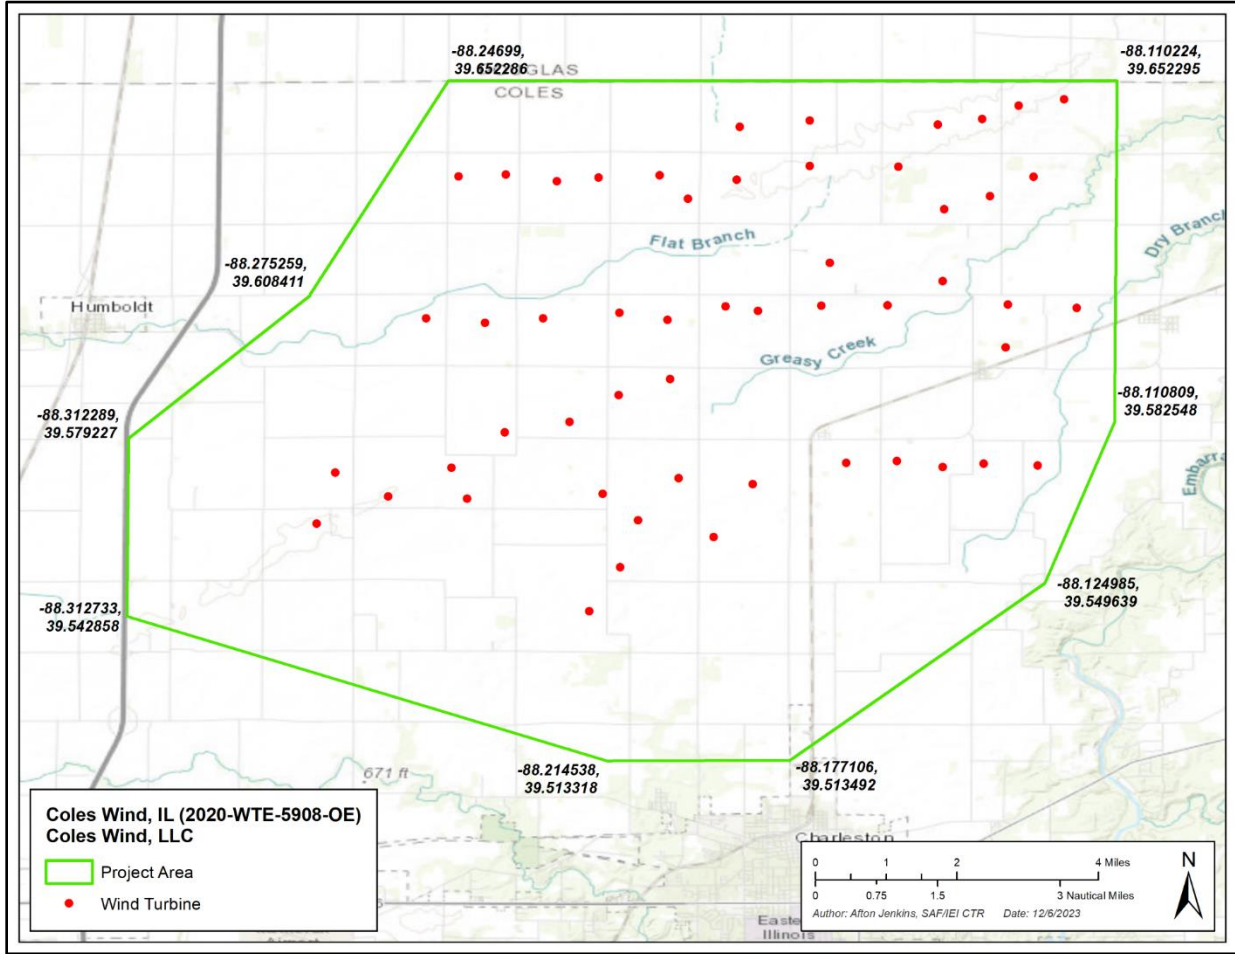 -88.24699,
39.652286
-88.110224,
39.652295
GLAS
COLES
Flat Branch
Dry Branch
-88.275259,
39.608411
Humboldt
Greasy Creek
-88.312289,
39.579227
-88.110809,
39.582548
Embarra
-88.312733,
39.542858
-88.124985,
39.549639
-88.214538,
39.513318
-88.177106,
39.513492
671 ft
Charleston
Coles Wind, IL (2020-WTE-5908-OE)
Coles Wind, LLC
Project Area
Wind Turbine
0 1 2 4 Miles
0 0.75 1.5 3 Nautical Miles
N
Author: Afton Jenkins, SAF/IEI CTR Date: 12/6/2023
Easte
Illinois
Airport